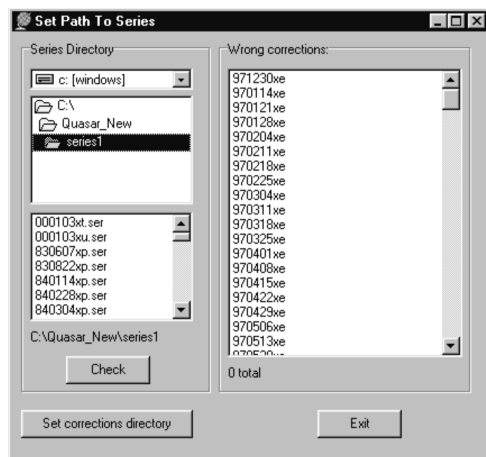 Set Path To Series
Series Directory
c: [windows]
C:\
Quasar_New
series1
000103xt.ser
000103xu.ser
830607xp.ser
830822xp.ser
840114xp.ser
840228xp.ser
840304xp.ser
C:\Quasar_New\series1
Check
Set corrections directory
Wrong corrections:
971230xe
970114xe
970121xe
970128xe
970204xe
970211xe
970218xe
970225xe
970304xe
970311xe
970318xe
970325xe
970401xe
970408xe
970415xe
970422xe
970429xe
970506xe
970513xe
0 total
Exit